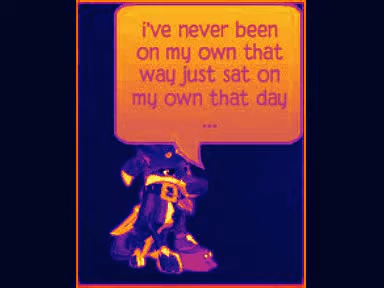 i've never been
on my own that
way just sat on
my own that day
...